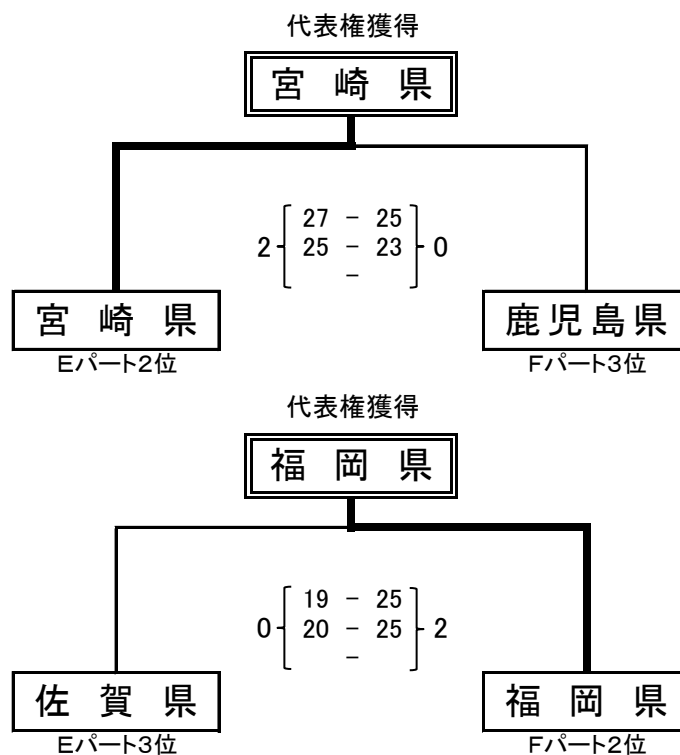 代表権獲得
宮崎県
27 - 25
2 25 - 23 0
-
宮崎県 鹿児島県
Eパート2位 Fパート3位
代表権獲得
福岡県
19 - 25
0 20 - 25 2
-
佐賀県 福岡県
Eパート3位 Fパート2位